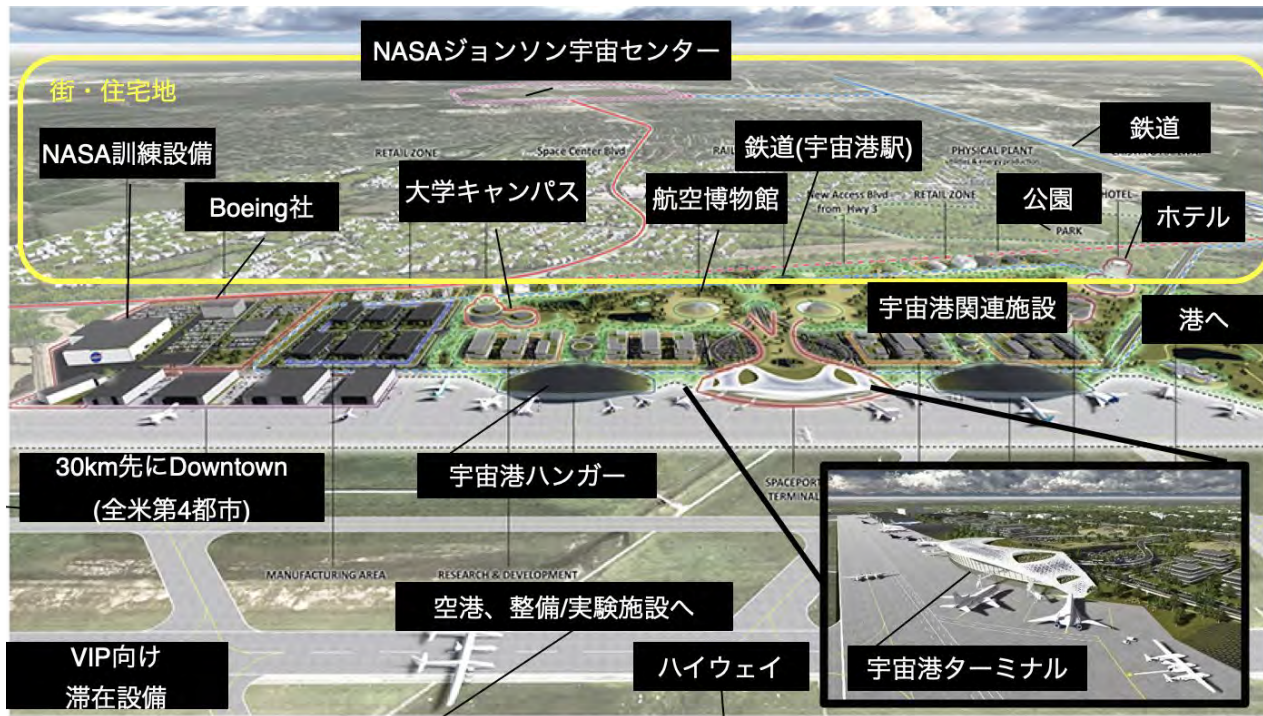 NASAジョンソン宇宙センター
街・住宅地
鉄道
NASA訓練設備
RETAIL ZONE
Space Center Blvd
鉄道(宇宙港駅)
PHYSICAL PLANT
utilities & energy production
大学キャンパス
航空博物館
Boeing社
New Access Blvd
from Hwy 3
RETAIL ZONE
公園
HOTEL
PARK
ホテル
宇宙港関連施設
港へ
30km先にDowntown
(全米第4都市)
宇宙港ハンガー
SPACEPORT
TERMINAL
MANUFACTURING AREA
RESEARCH & DEVELOPMENT
空港、整備/実験施設へ
VIP向け
滞在設備
ハイウェイ
宇宙港ターミナル